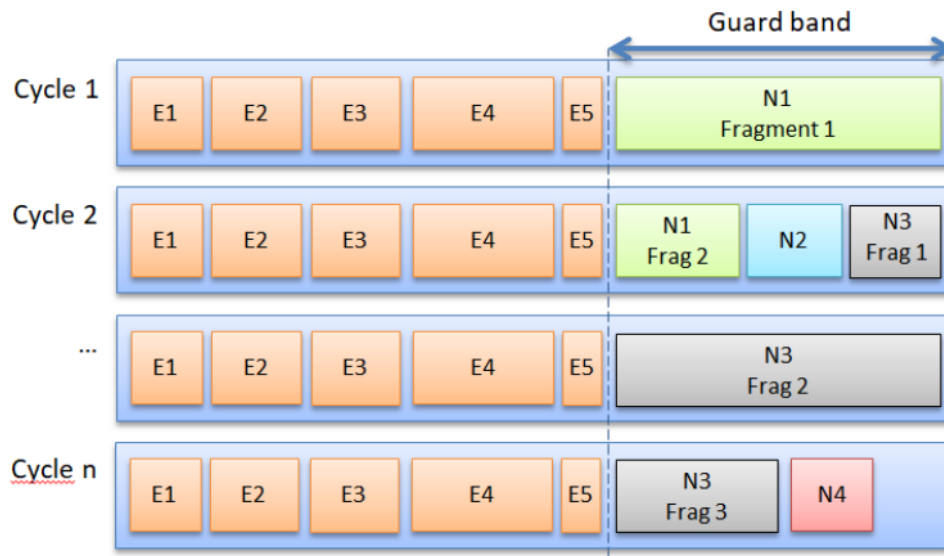 Guard band
Cycle 1
E1 E2 E3 E4 E5 N1
Fragment 1
Cycle 2
E1 E2 E3 E4 E5 N1
Frag 2 N2 N3
Frag 1
...
E1 E2 E3 E4 E5 N3
Frag 2
Cycle n
E1 E2 E3 E4 E5 N3
Frag 3 N4